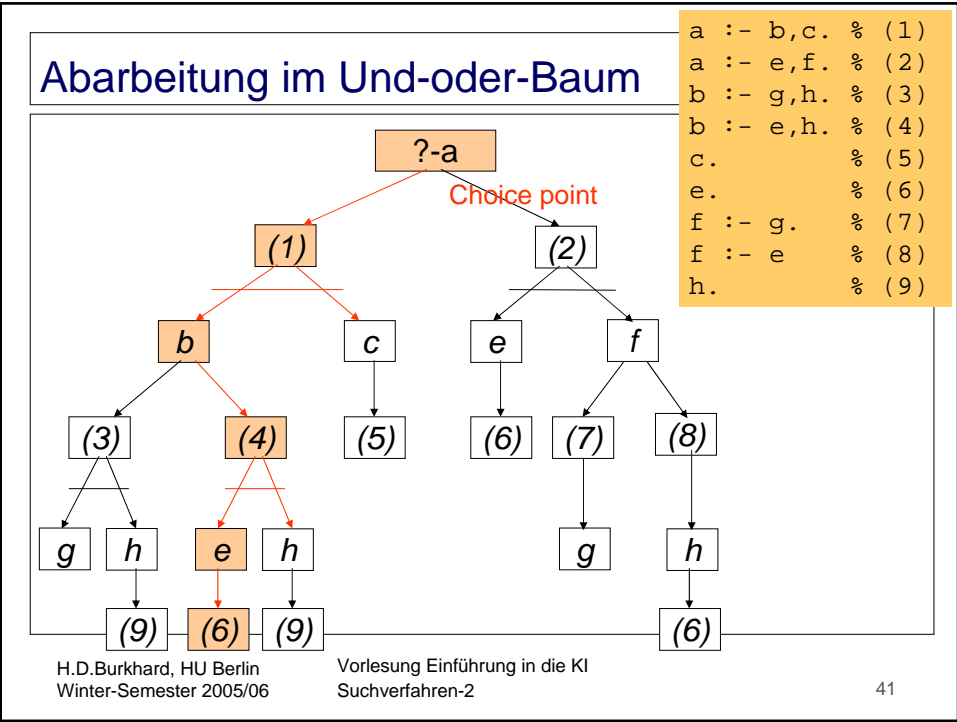 Abarbeitung im Und-oder-Baum
a :- b,c. % (1)
a :- e,f. % (2)
b :- g,h. % (3)
b :- e,h. % (4)
c. % (5)
e. % (6)
f :- g. % (7)
f :- e % (8)
h. % (9)
?-a
Choice point
(1) (2)
b c e f
(3) (4) (5) (6) (7) (8)
g h e h g h
(9) (6) (9) (6)
H.D.Burkhard, HU Berlin
Winter-Semester 2005/06
Vorlesung Einführung in die KI
Suchverfahren-2
41